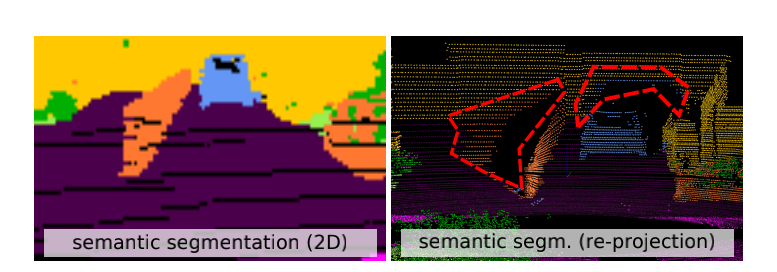 semantic segmentation (2D)
semantic segm. (re-projection)